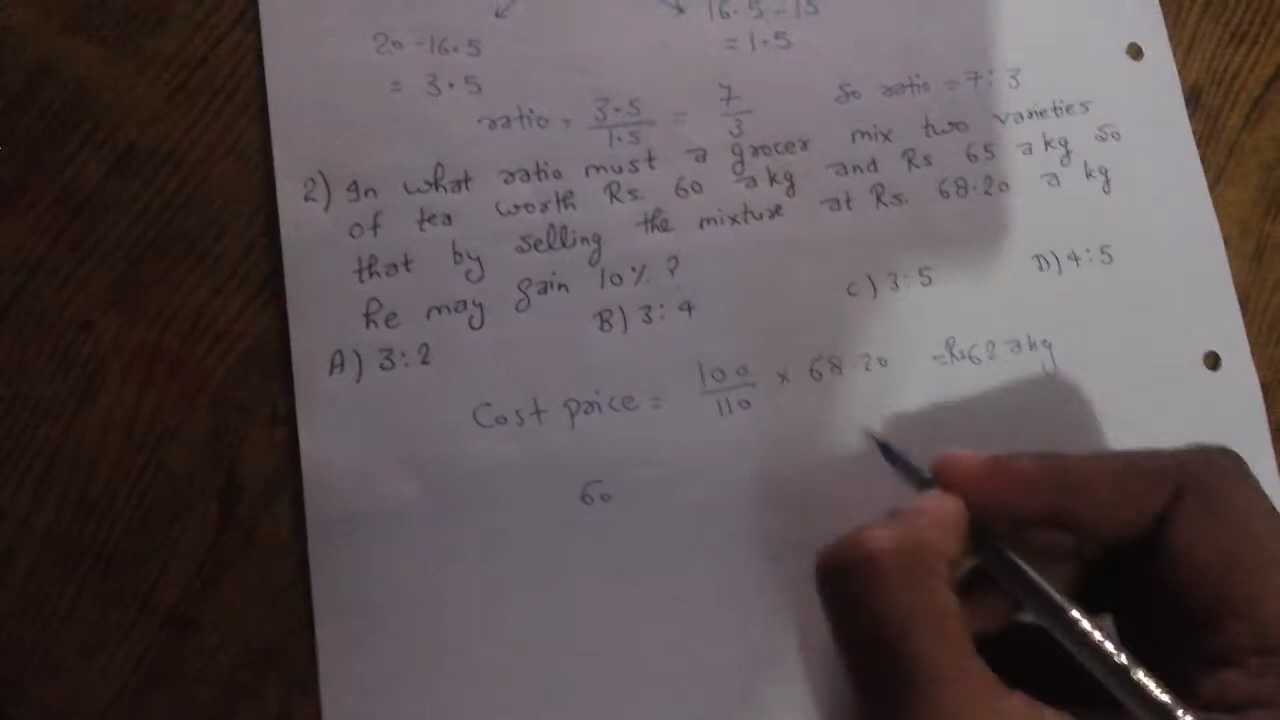 16.5-15
20-16.5
= 1.5
= 3.5
ratio = 3.5/1.5 = 7/3 So ratio = 7:3
2) In what ratio must a grocer mix two varieties
of tea worth Rs. 60 a kg and Rs 65 a kg so
that by selling the mixture at Rs. 68.20 a kg
he may gain 10% ?
A) 3:2 B) 3:4 C) 3:5 D) 4:5
Cost price = 100/110 x 68.20 =Rs62 a kg
60